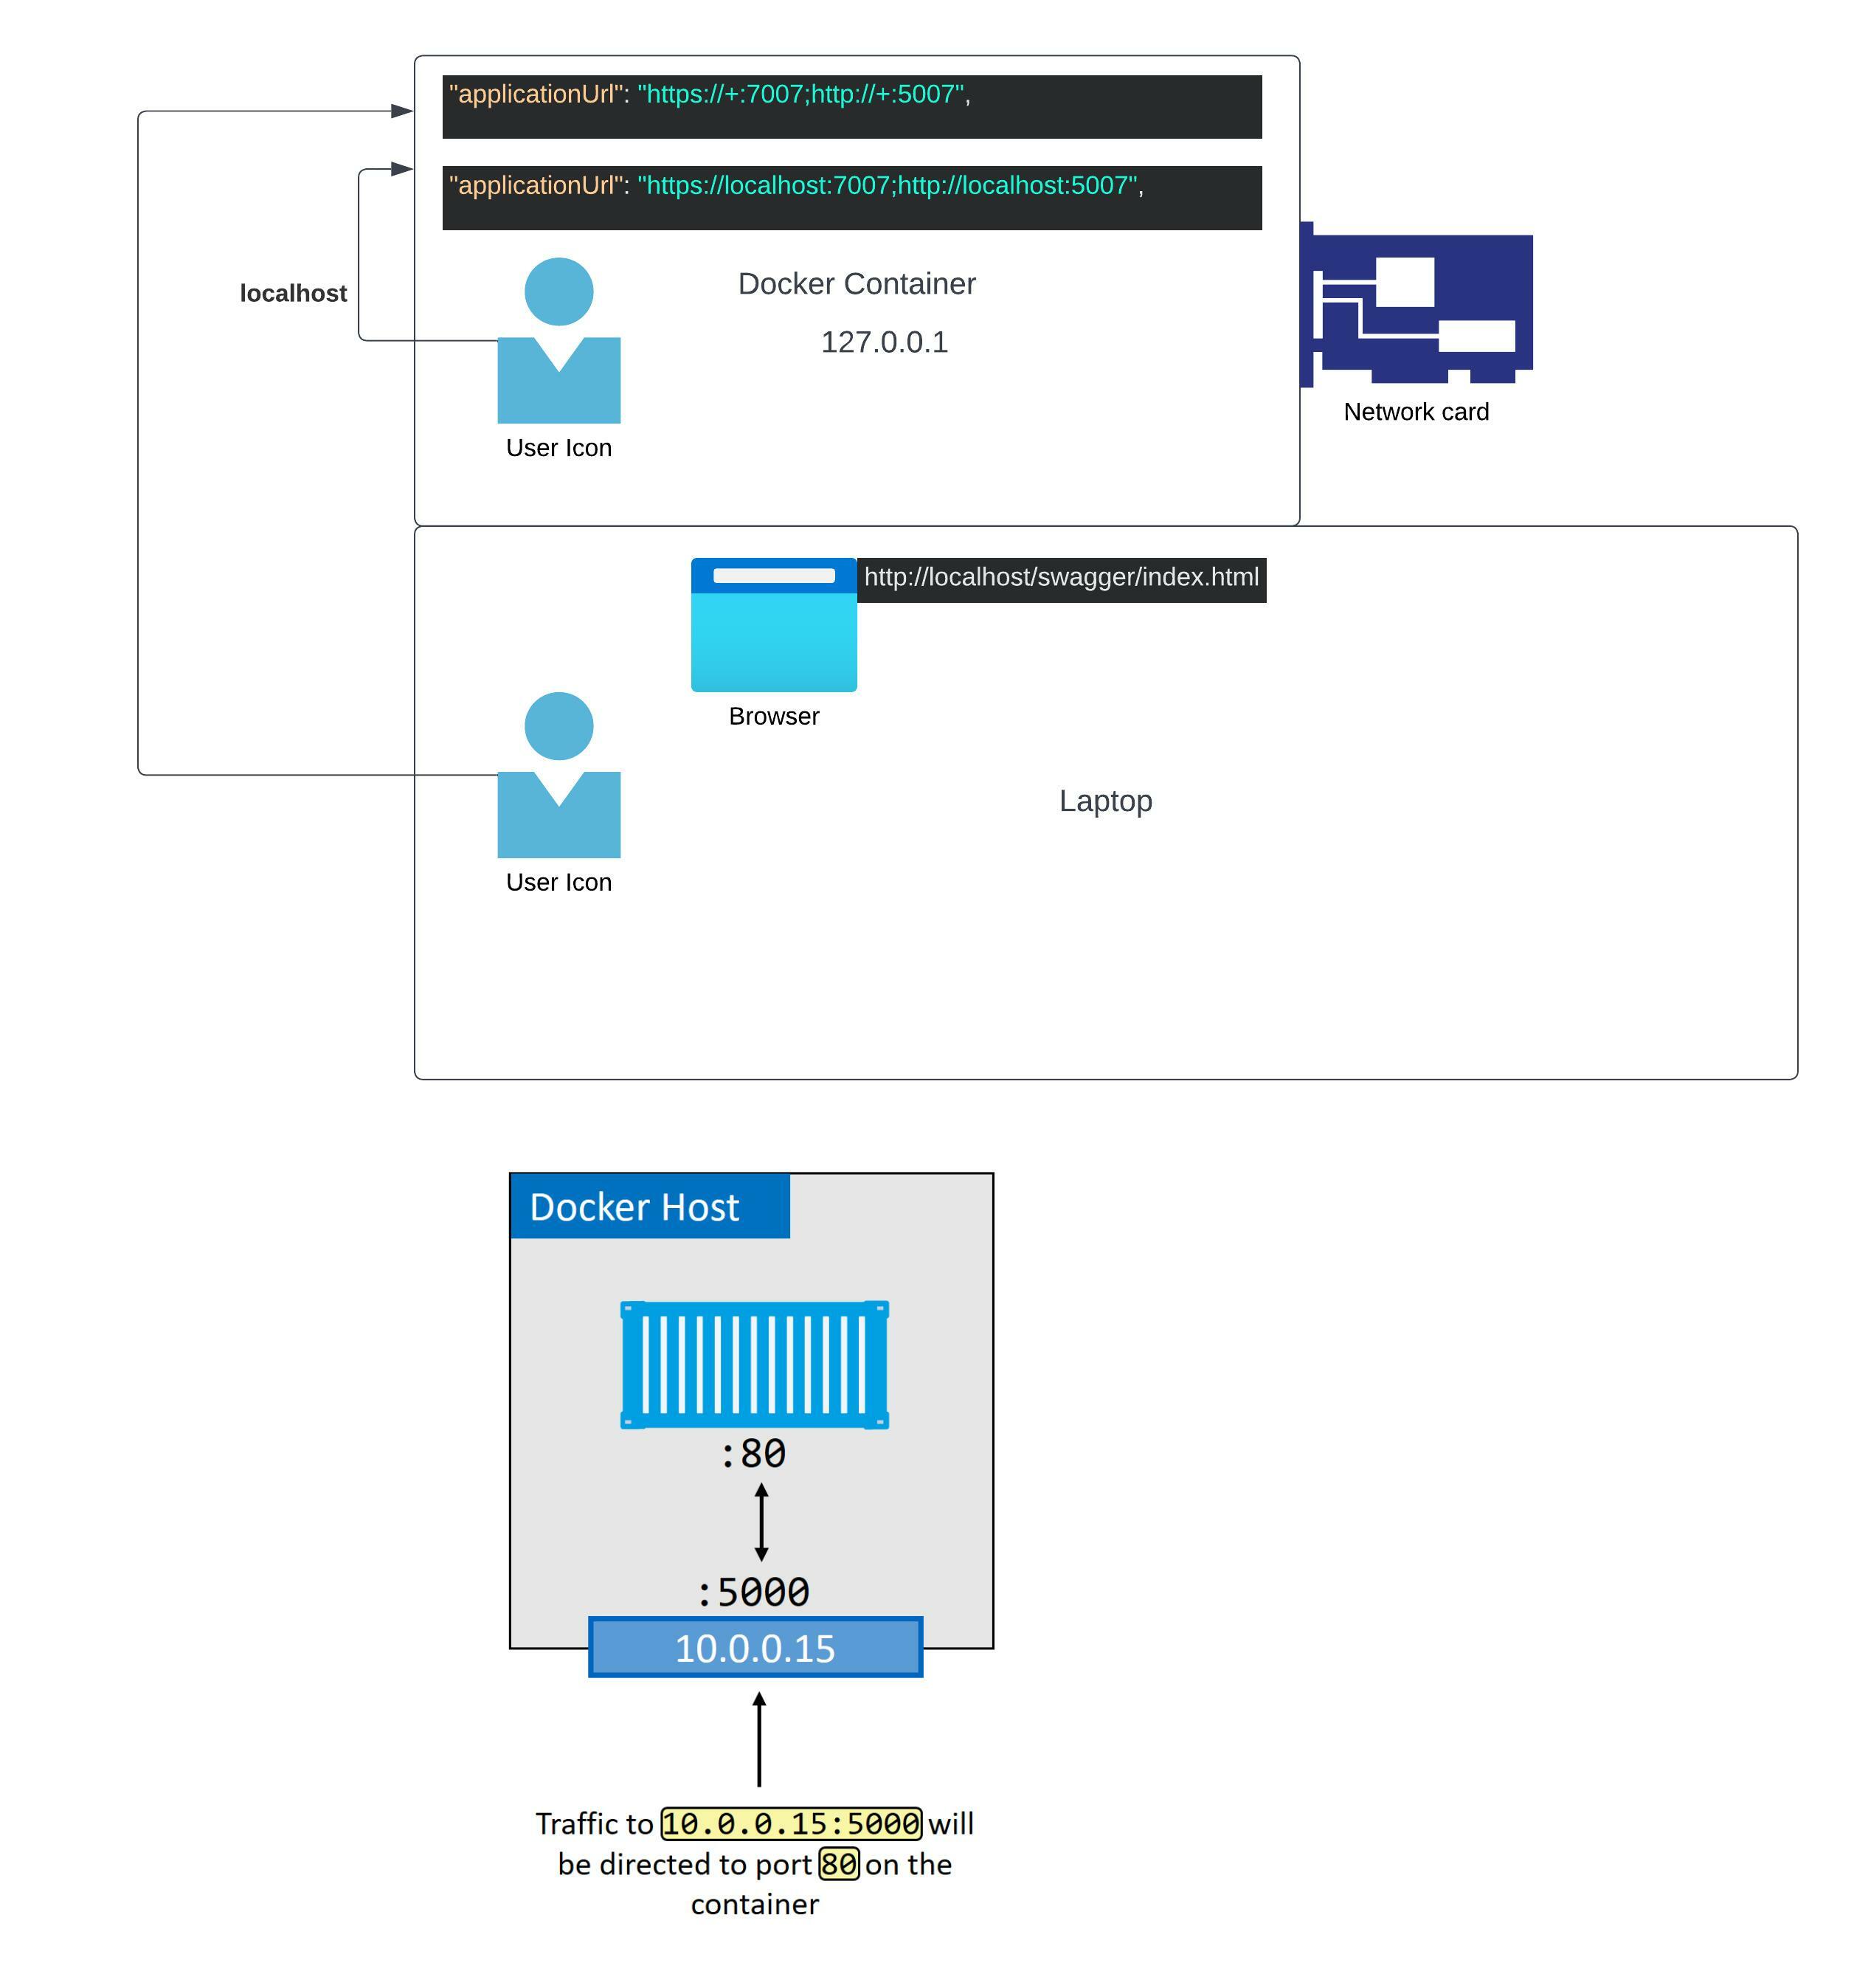 "applicationUrl": "https://+:7007;http://+:5007",
"applicationUrl": "https://localhost:7007;http://localhost:5007",
localhost
Docker Container
127.0.0.1
User Icon
Network card
http://localhost/swagger/index.html
Browser
Laptop
User Icon
Docker Host
:80
:5000
10.0.0.15
Traffic to 10.0.0.15:5000 will
be directed to port 80 on the
container